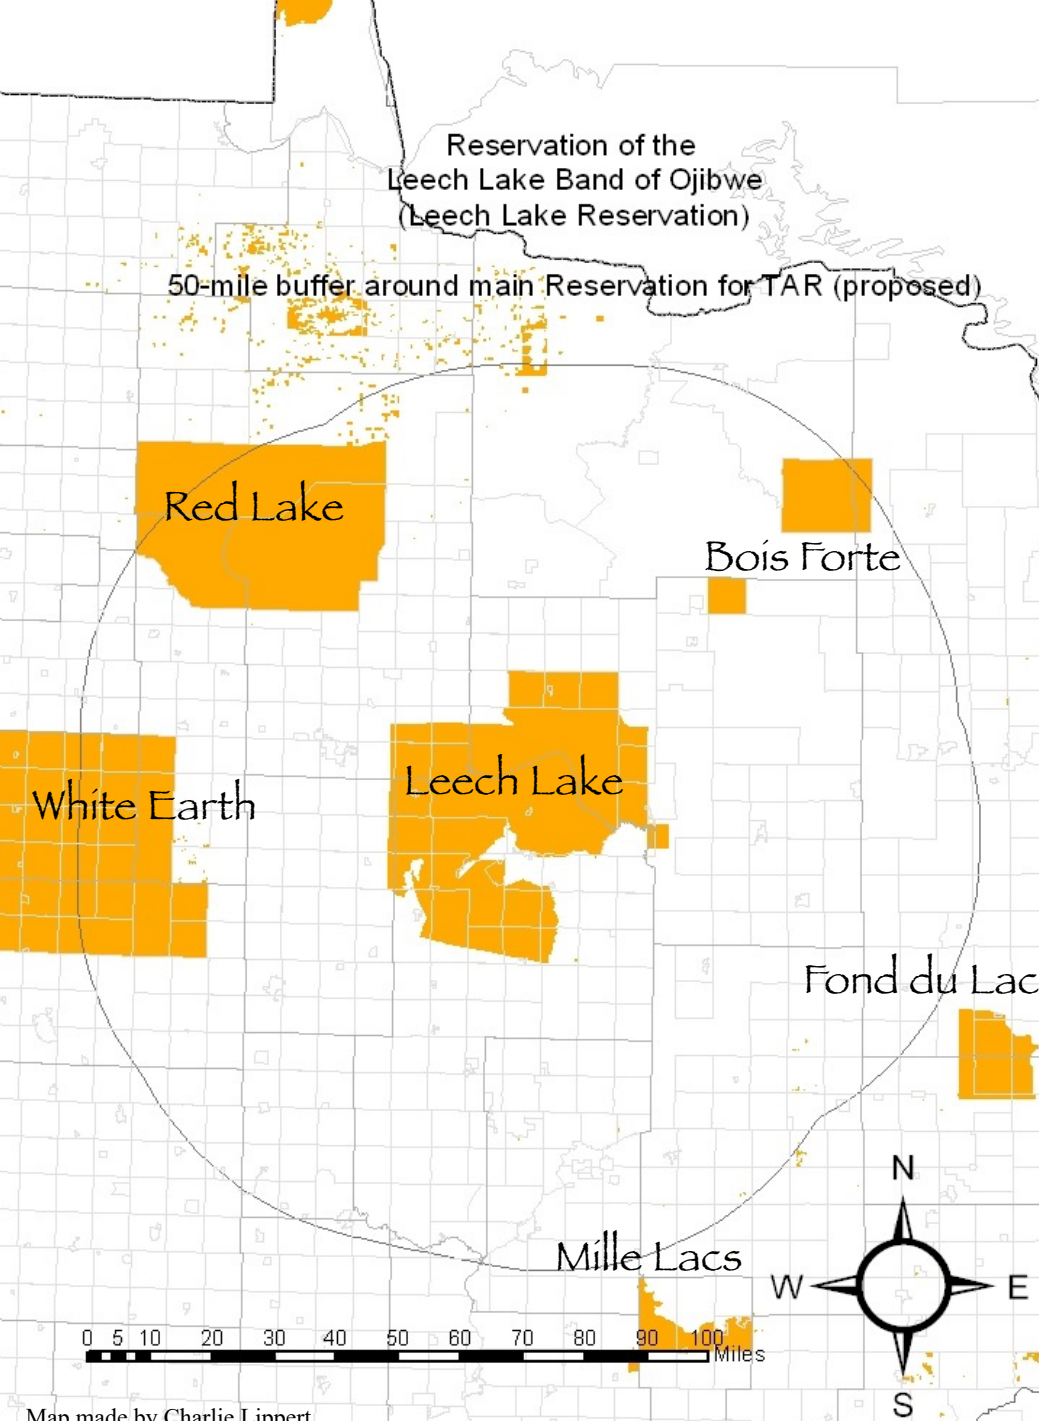 Reservation of the
Leech Lake Band of Ojibwe
(Leech Lake Reservation)
50-mile buffer around main Reservation for TAR (proposed)
Red Lake
Bois Forte
Leech Lake
White Earth
Fond du Lac
N
Mille Lacs
W E
0 5 10 20 30 40 50 60 70 80 90 100
Miles
S
Map made by Charlie Lippert